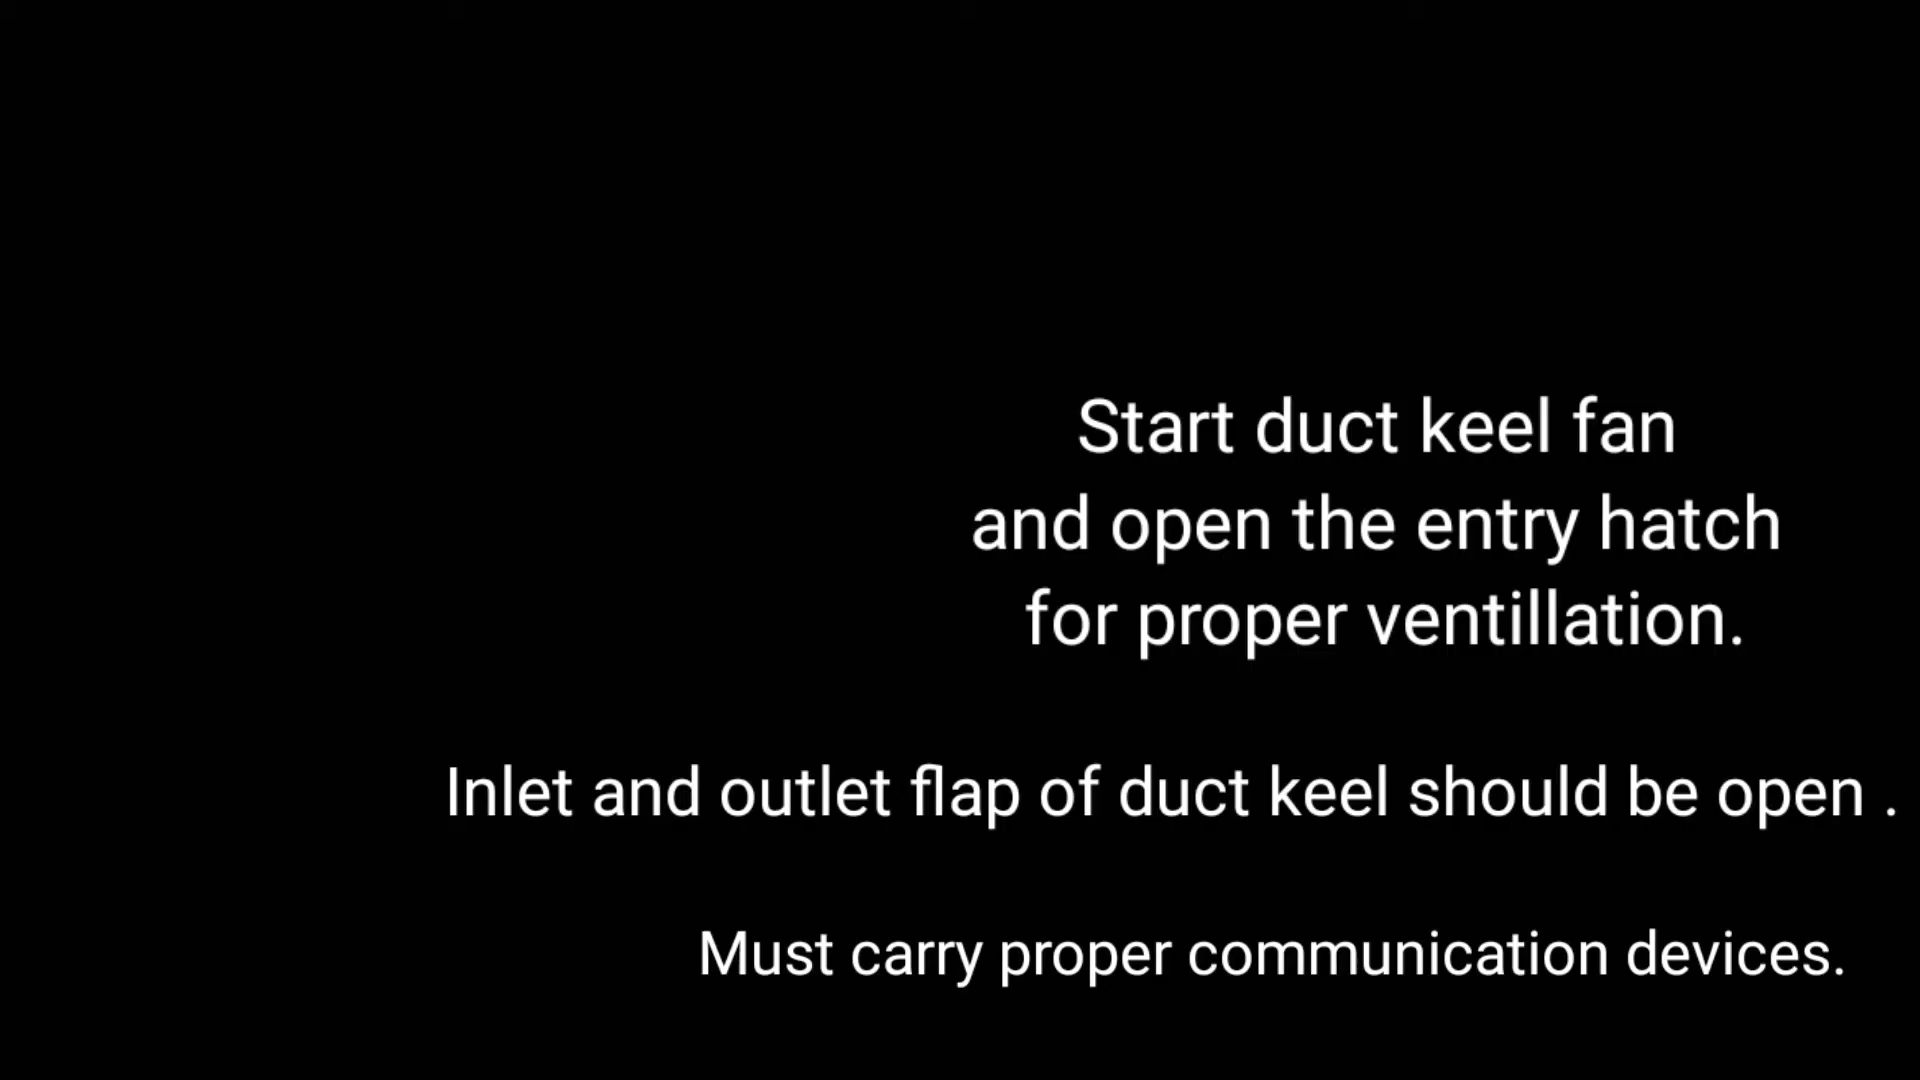 Start duct keel fan
and open the entry hatch
for proper ventillation.
Inlet and outlet flap of duct keel should be open .
Must carry proper communication devices.